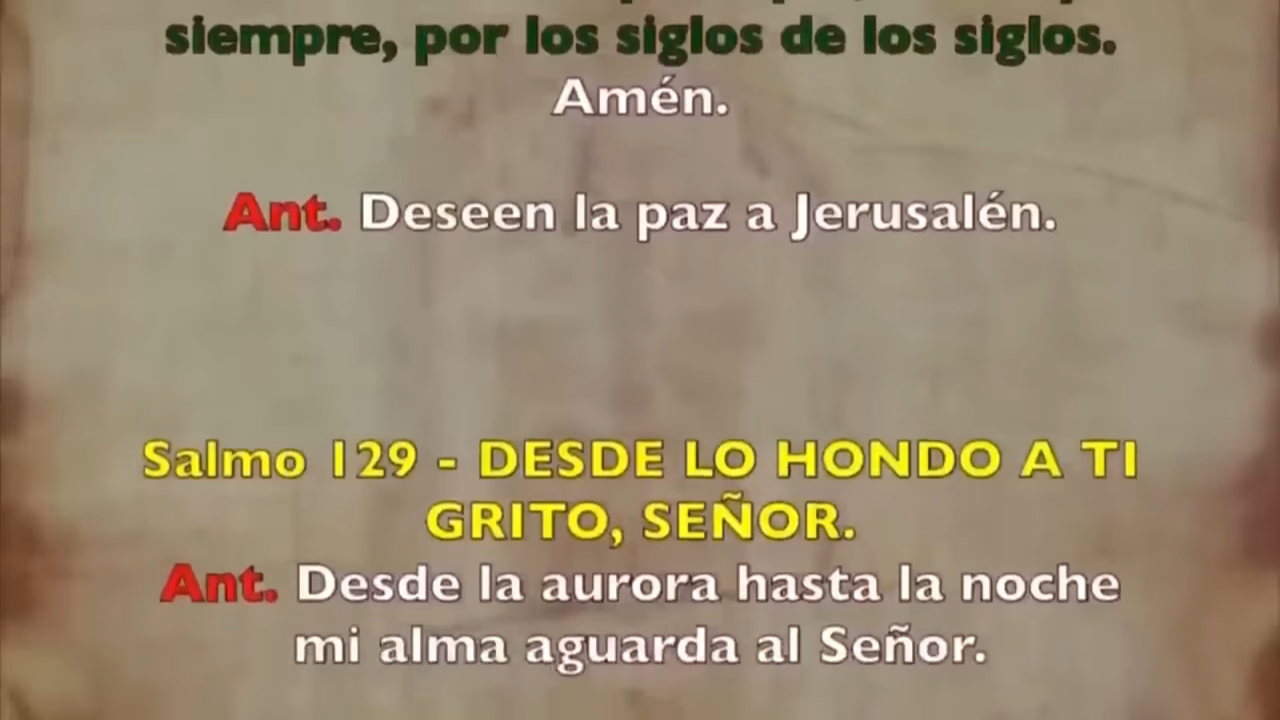 siempre, por los siglos de los siglos.
Amén.
Ant. Deseen la paz a Jerusalén.
Salmo 129 - DESDE LO HONDO A TI
GRITO, SEÑOR.
Ant. Desde la aurora hasta la noche
mi alma aguarda al Señor.